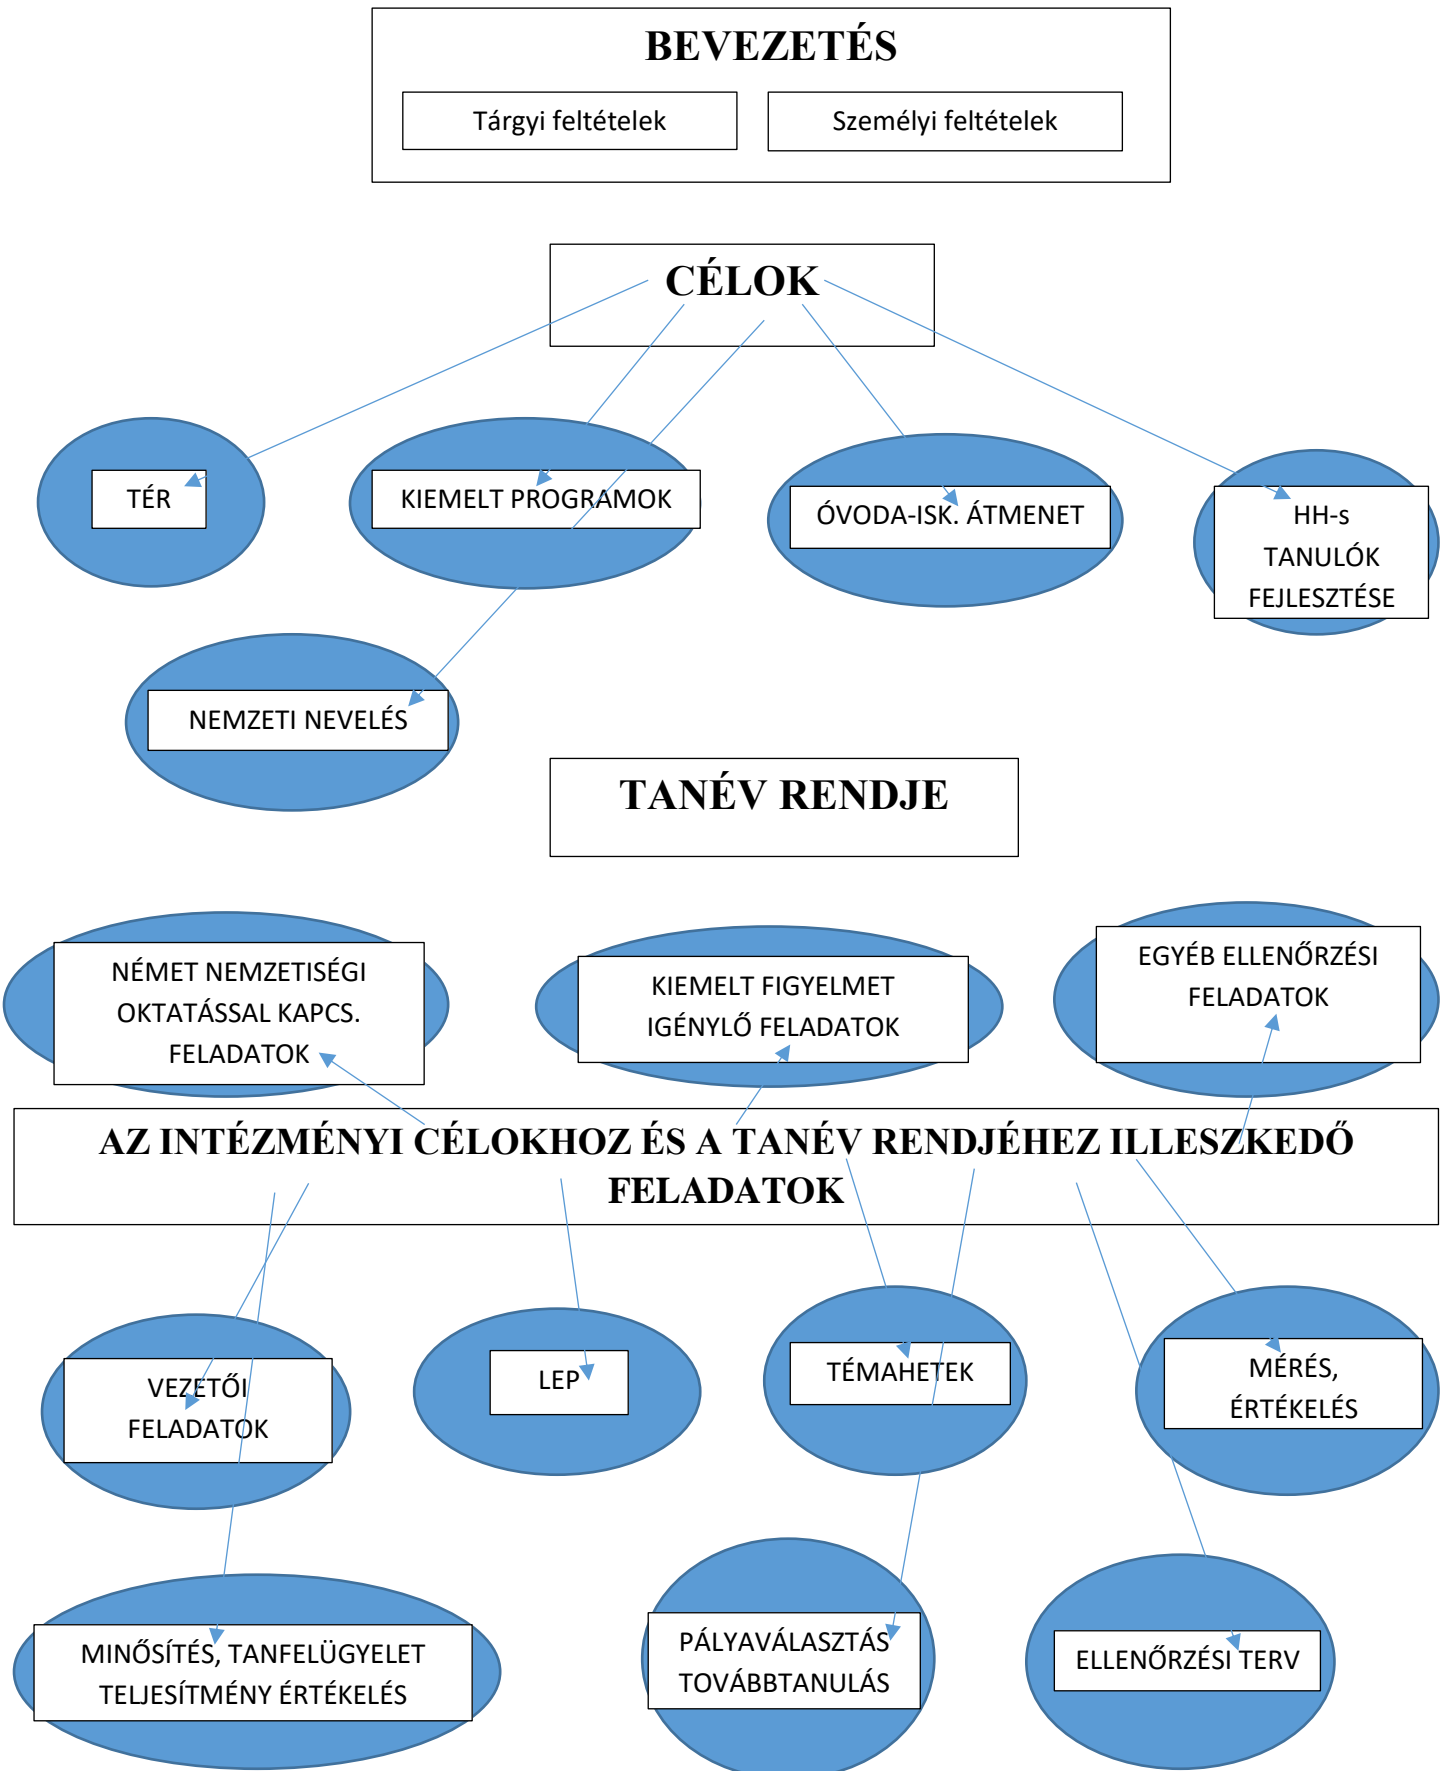 BEVEZETÉS
Tárgyi feltételek
Személyi feltételek
CÉLOK
TÉR
KIEMELT PROGRAMOK
ÓVODA-ISK. ÁTMENET
HH-s
TANULÓK
FEJLESZTÉSE
NEMZETI NEVELÉS
TANÉV RENDJE
NÉMET NEMZETISÉGI
OKTATÁSSAL KAPCS.
FELADATOK
KIEMELT FIGYELMET
IGÉNYLŐ FELADATOK
EGYÉB ELLENŐRZÉSI
FELADATOK
AZ INTÉZMÉNYI CÉLOKHOZ ÉS A TANÉV RENDJÉHEZ ILLESZKEDŐ
FELADATOK
VEZETŐI
FELADATOK
LEP
TÉMAHETEK
MÉRÉS,
ÉRTÉKELÉS
MINŐSÍTÉS, TANFELÜGYELET
TELJESÍTMÉNY ÉRTÉKELÉS
PÁLYAVÁLASZTÁS
TOVÁBBTANULÁS
ELLENŐRZÉSI TERV